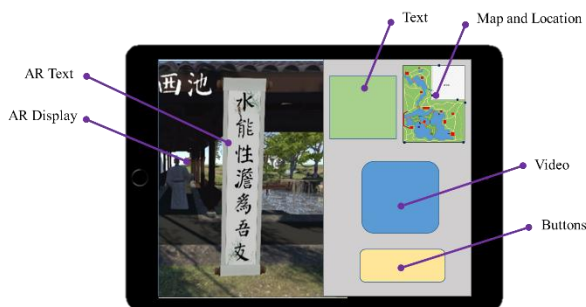 Text
Map and Location
AR Text
AR Display
西池
水能性澹為吾友
Video
Buttons